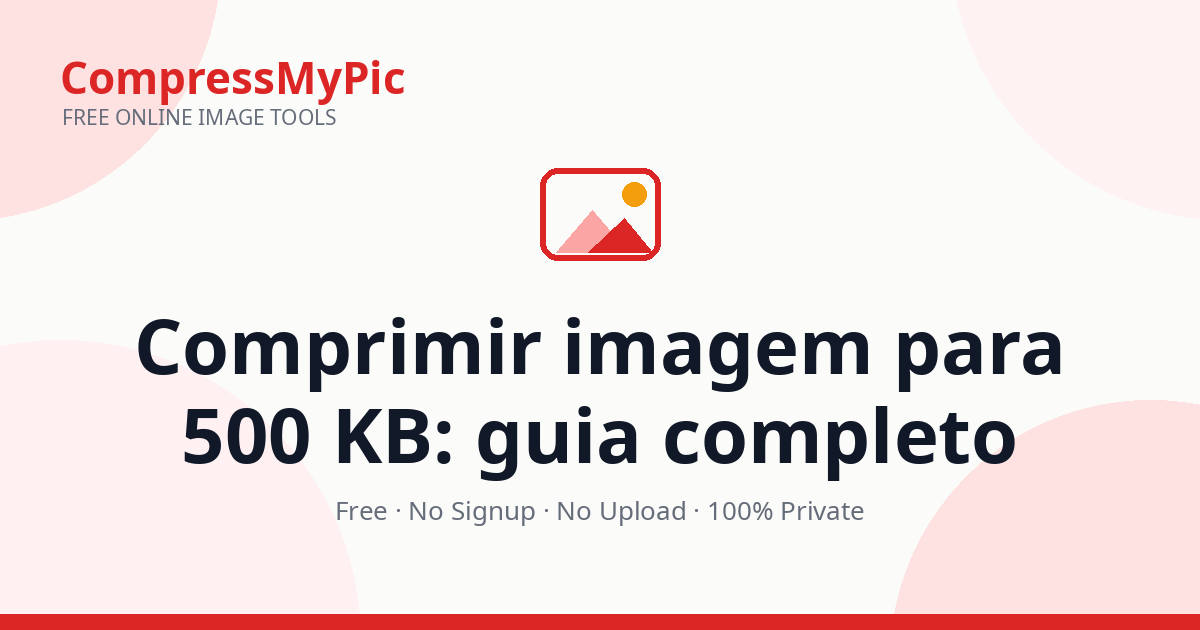 CompressMyPic
FREE ONLINE IMAGE TOOLS
Comprimir imagem para
500 KB: guia completo
Free · No Signup · No Upload · 100% Private